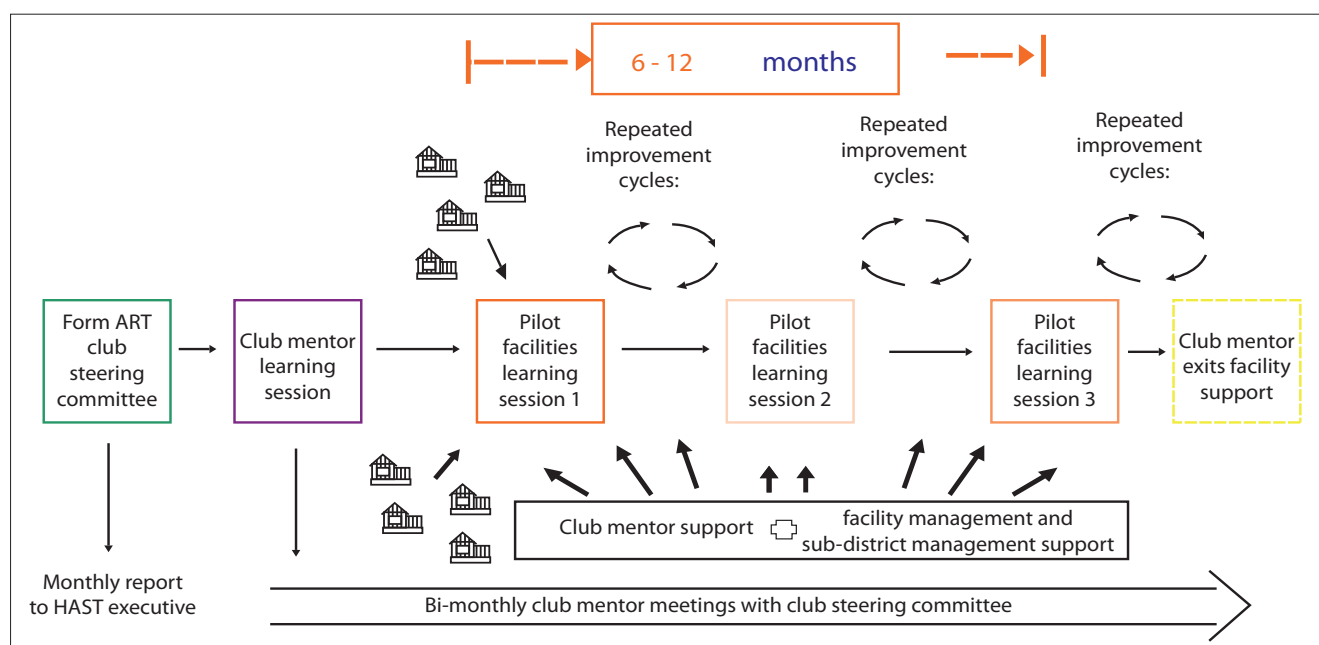 6 - 12 months
Repeated
improvement
cycles:
Repeated
improvement
cycles:
Repeated
improvement
cycles:
Form ART
club
steering
committee
Club mentor
learning
session
Pilot
facilities
learning
session 1
Pilot
facilities
learning
session 2
Pilot
facilities
learning
session 3
Club mentor
exits facility
support
Club mentor support
facility management and
sub-district management support
Monthly report
to HAST executive
Bi-monthly club mentor meetings with club steering committee